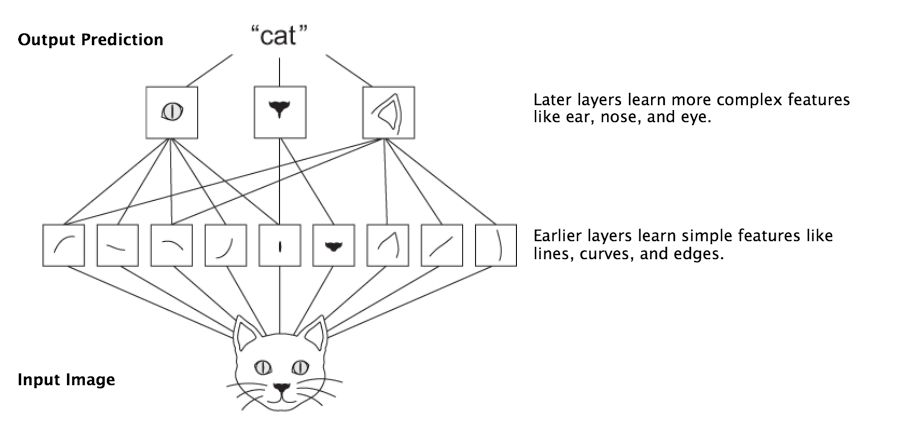 Output Prediction
“cat”
Later layers learn more complex features
like ear, nose, and eye.
Earlier layers learn simple features like
lines, curves, and edges.
Input Image